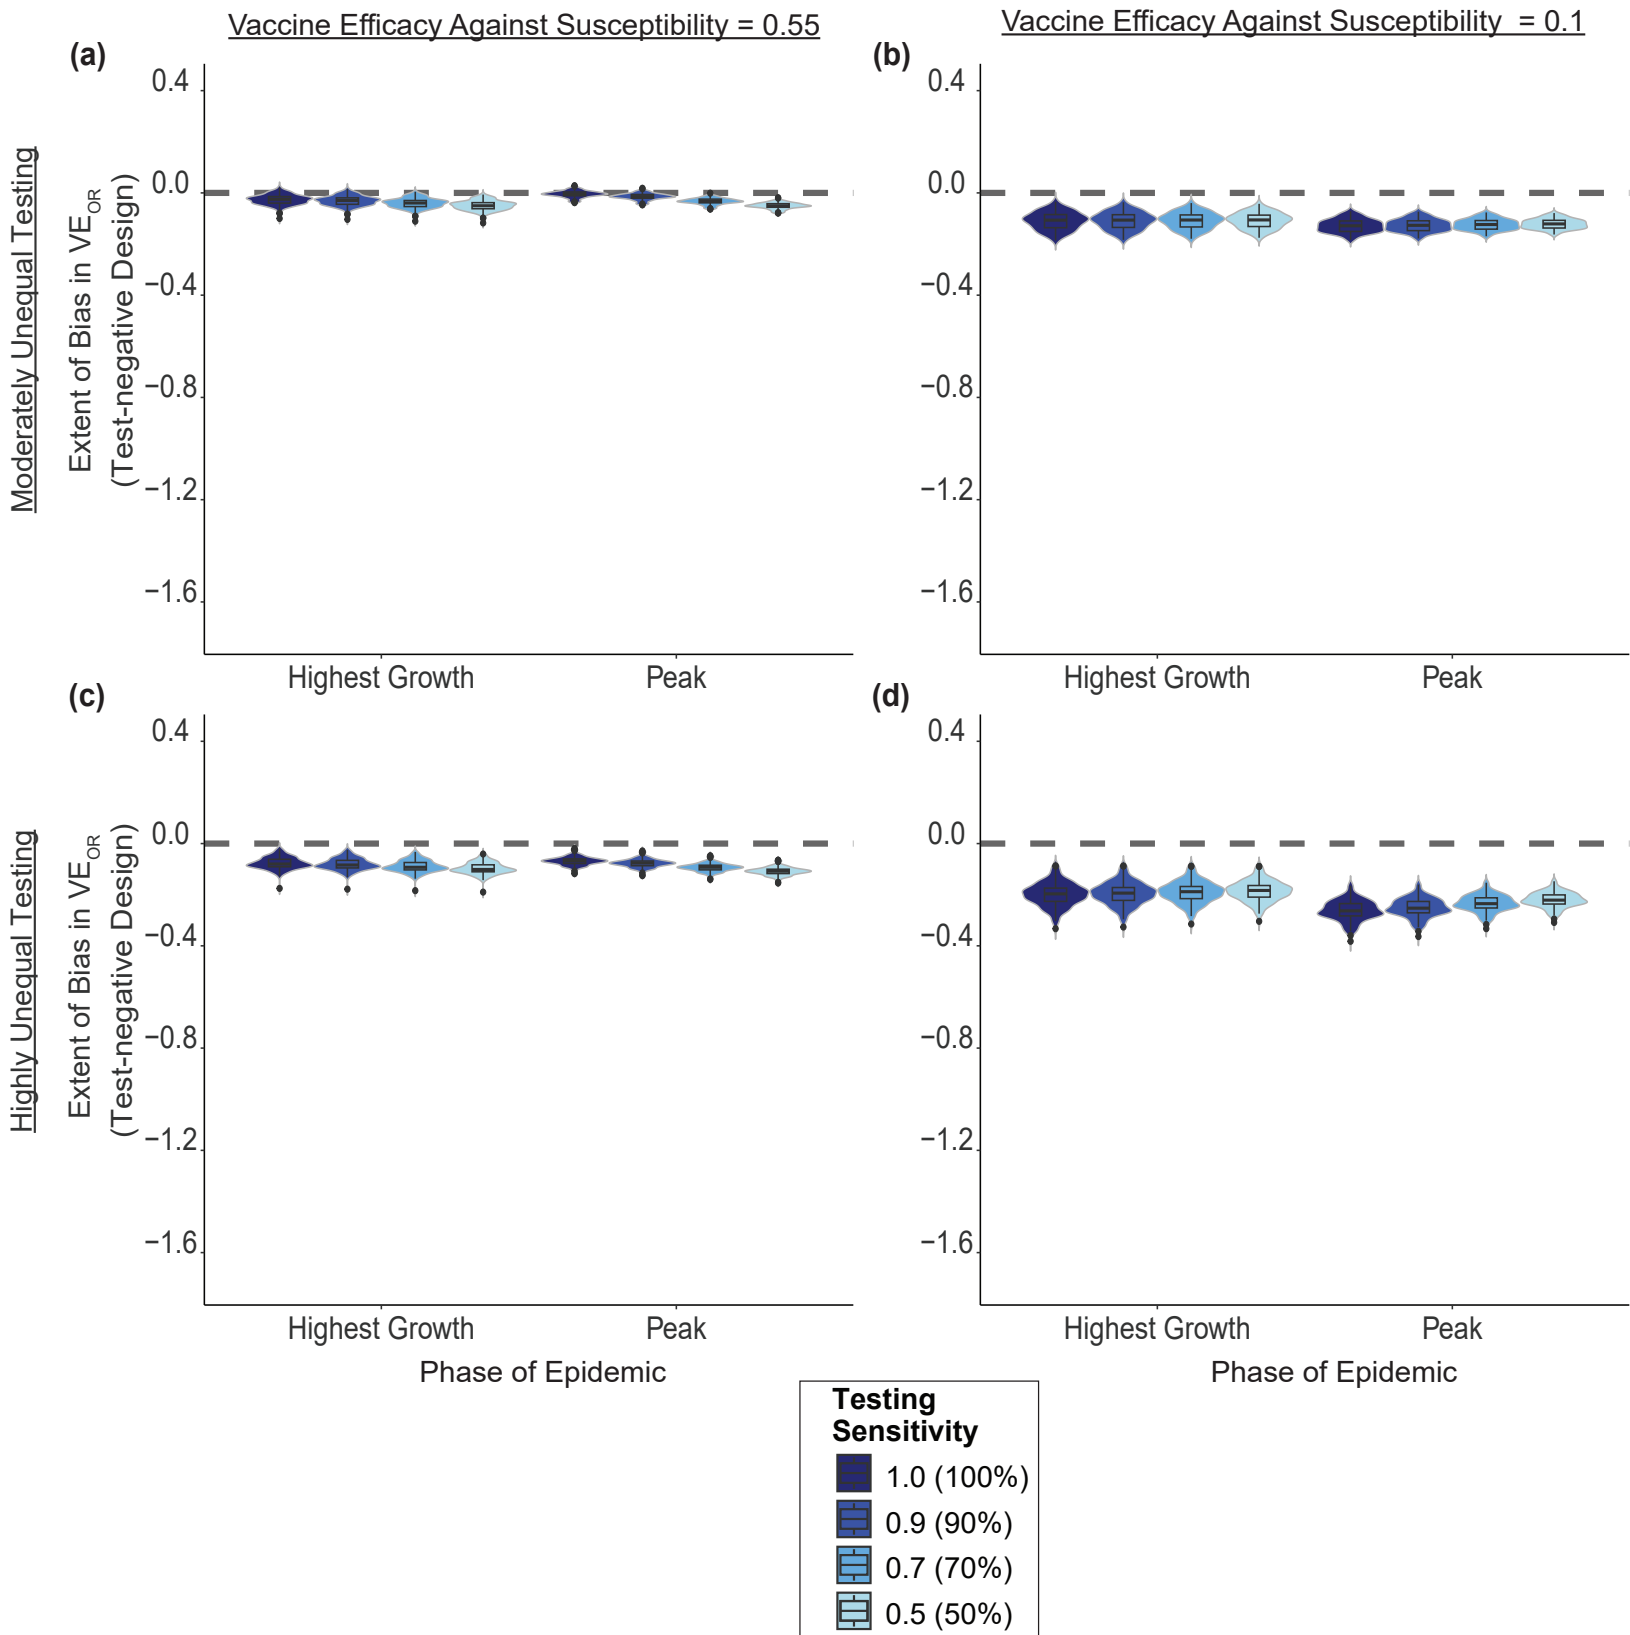 Vaccine Efficacy Against Susceptibility = 0.55
Vaccine Efficacy Against Susceptibility = 0.1
(a)
Moderately Unequal Testing
Extent of Bias in VE_OR
(Test-negative Design)
0.4
0.0
−0.4
−0.8
−1.2
−1.6
Highest Growth
Peak
(b)
0.4
0.0
−0.4
−0.8
−1.2
−1.6
Highest Growth
Peak
(c)
Highly Unequal Testing
Extent of Bias in VE_OR
(Test-negative Design)
0.4
0.0
−0.4
−0.8
−1.2
−1.6
Highest Growth
Peak
Phase of Epidemic
(d)
0.4
0.0
−0.4
−0.8
−1.2
−1.6
Highest Growth
Peak
Phase of Epidemic
Testing
Sensitivity
1.0 (100%)
0.9 (90%)
0.7 (70%)
0.5 (50%)